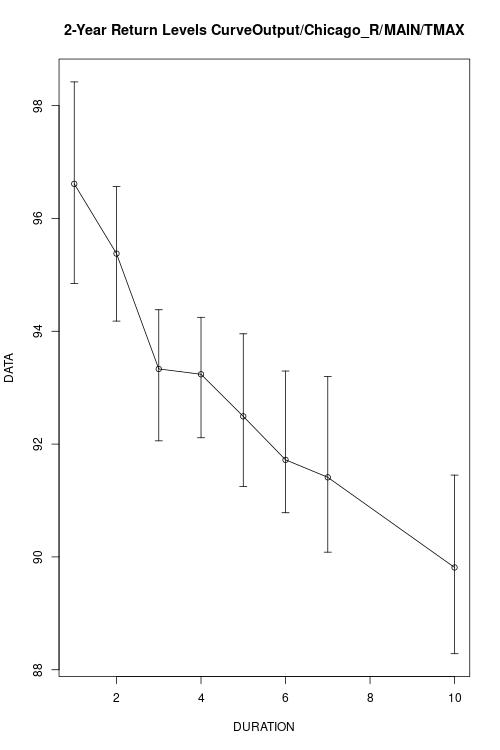 2-Year Return Levels CurveOutput/Chicago_R/MAIN/TMAX
98
96
94
92
90
88
DATA
2 4 6 8 10
DURATION